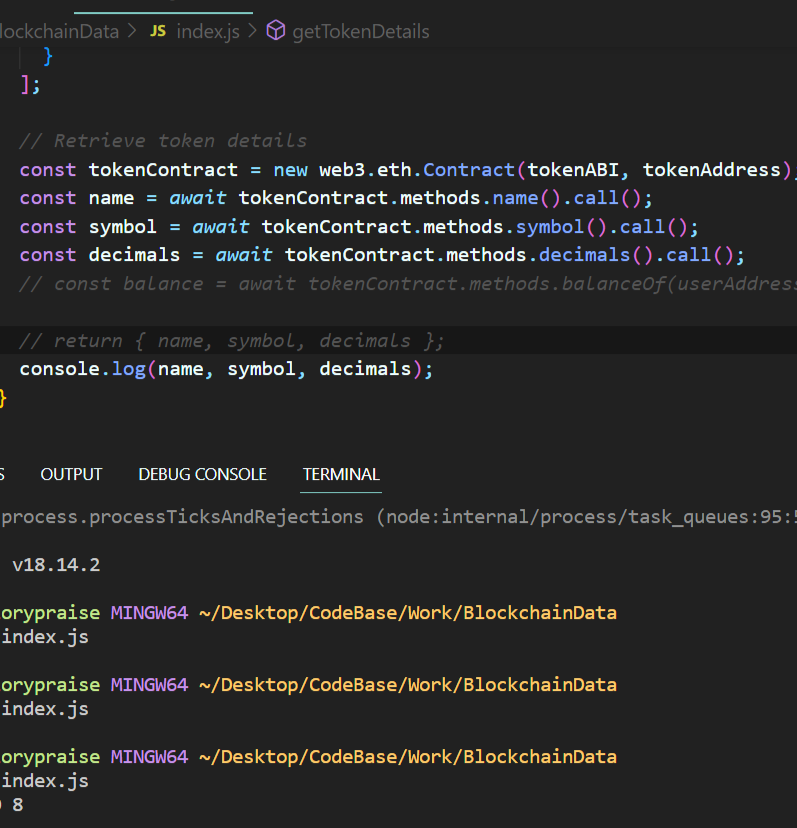 lockchainData > JS index.js > getTokenDetails
}
];
// Retrieve token details
const tokenContract = new web3.eth.Contract(tokenABI, tokenAddress)
const name = await tokenContract.methods.name().call();
const symbol = await tokenContract.methods.symbol().call();
const decimals = await tokenContract.methods.decimals().call();
// const balance = await tokenContract.methods.balanceOf(userAddress
// return { name, symbol, decimals };
console.log(name, symbol, decimals);
}
S OUTPUT DEBUG CONSOLE TERMINAL
process.processTicksAndRejections (node:internal/process/task_queues:95:5
v18.14.2
orypraise MINGW64 ~/Desktop/CodeBase/Work/BlockchainData
index.js
orypraise MINGW64 ~/Desktop/CodeBase/Work/BlockchainData
index.js
orypraise MINGW64 ~/Desktop/CodeBase/Work/BlockchainData
index.js
8